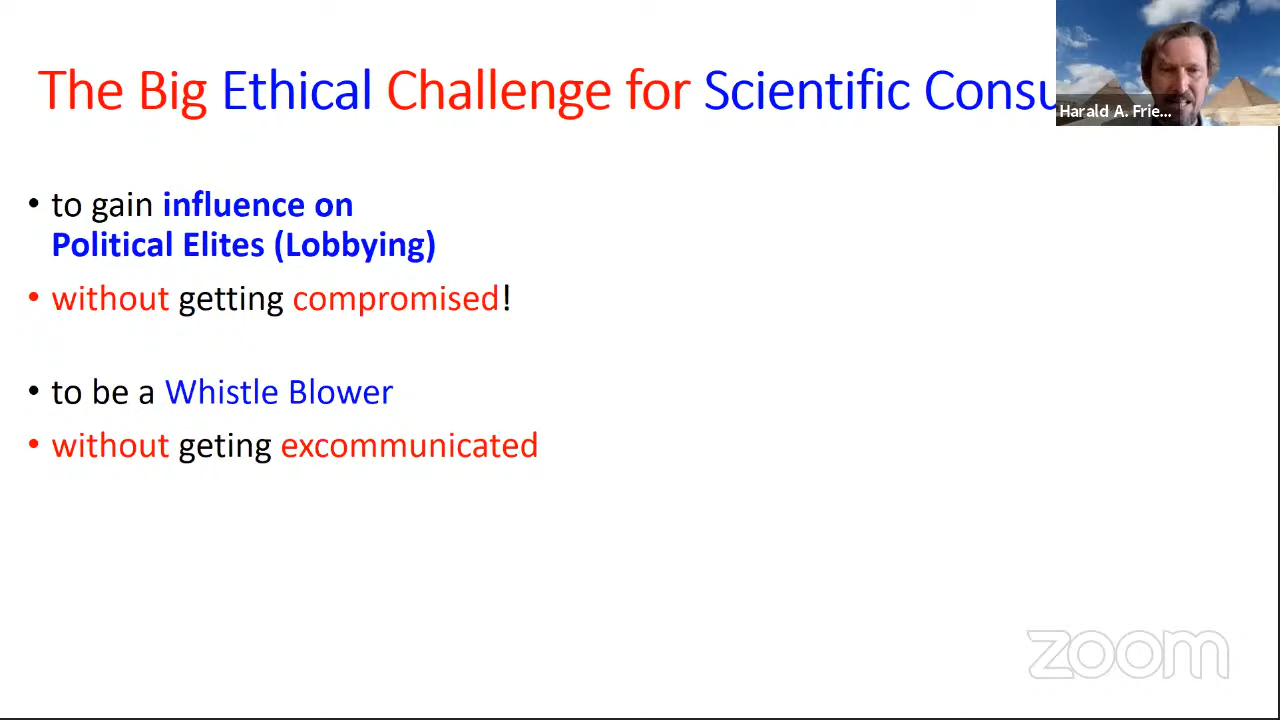 The Big Ethical Challenge for Scientific Consu
Harald A. Frie...
• to gain influence on
Political Elites (Lobbying)
• without getting compromised!
• to be a Whistle Blower
• without geting excommunicated
zoom